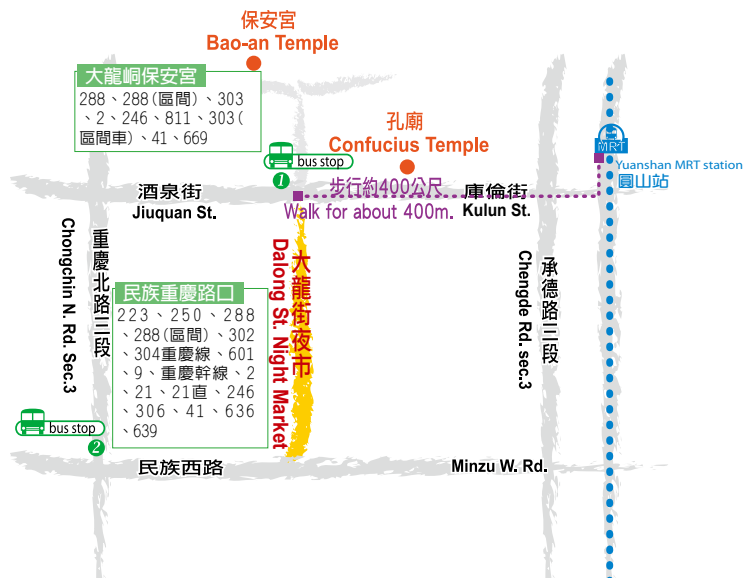 保安宮
Bao-an Temple
大龍峒保安宮
288、288(區間)、303
、2、246、811、303(
區間車)、41、669
孔廟
Confucius Temple
MRT
Yuanshan MRT station
圓山站
bus stop
1
步行約400公尺
Walk for about 400m.
酒泉街
Jiuquan St.
庫倫街
Kulun St.
重慶北路三段
Chongchin N. Rd. Sec.3
大龍街夜市
Dalong St. Night Market
承德路三段
Chengde Rd. sec.3
民族重慶路口
223、250、288
、288(區間)、302
、304重慶線、601
、9、重慶幹線、2
、21、21直、246
、306、41、636
、639
bus stop
2
民族西路
Minzu W. Rd.